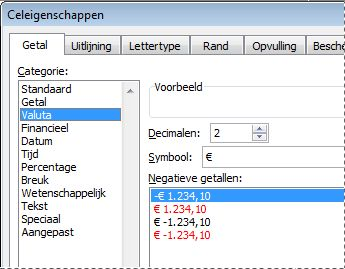 Celeigenschappen
Getal Uitlijning Lettertype Rand Opvulling Besche
Categorie:
Standaard
Getal
Valuta
Financieel
Datum
Tijd
Percentage
Breuk
Wetenschappelijk
Tekst
Speciaal
Aangepast
Voorbeeld
Decimalen: 2
Symbool: €
Negatieve getallen:
-€ 1.234,10
€ 1.234,10
€ -1.234,10
€ -1.234,10